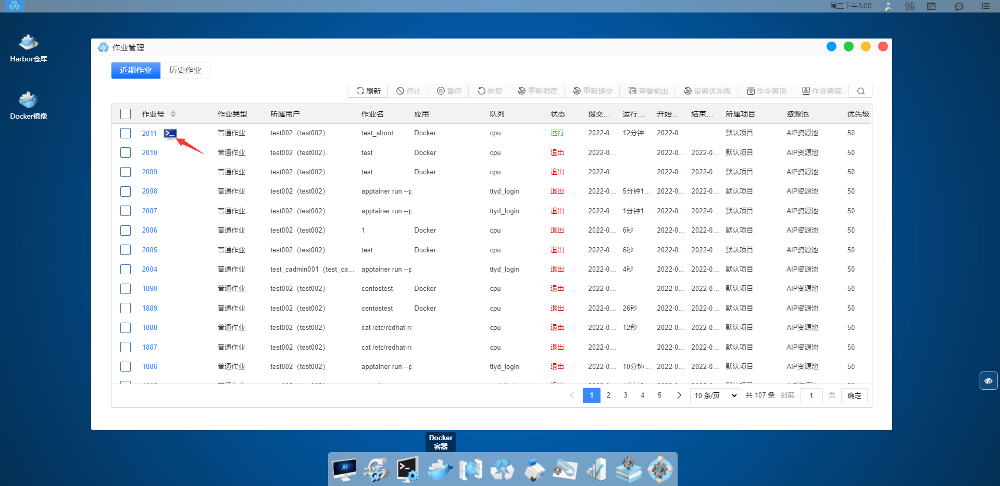 周三下午3:00
Harbor仓库
Docker镜像
作业管理
近期作业 历史作业
刷新 停止 暂停 恢复 重新调度 重新提交 查看输出 设置优先级 作业置顶 作业置底
作业号 作业类型 所属用户 作业名 应用 队列 状态 提交... 运行... 开始... 结束... 所属项目 资源池 优先级
2011 普通作业 test002（test002） test_shoot Docker cpu 运行 2022-0... 12分钟... 2022-0... 默认项目 AIP资源池 50
2010 普通作业 test002（test002） test Docker cpu 退出 2022-0... 2022-0... 2022-0... 默认项目 AIP资源池 50
2009 普通作业 test002（test002） test Docker cpu 退出 2022-0... 2022-0... 2022-0... 默认项目 AIP资源池 50
2008 普通作业 test002（test002） apptainer run --p ttyd_login 退出 2022-0... 5分钟1... 2022-0... 2022-0... 默认项目 AIP资源池 50
2007 普通作业 test002（test002） apptainer run --p ttyd_login 退出 2022-0... 1分钟1... 2022-0... 2022-0... 默认项目 AIP资源池 50
2006 普通作业 test002（test002） 1 Docker cpu 退出 2022-0... 6秒 2022-0... 2022-0... 默认项目 AIP资源池 50
2005 普通作业 test002（test002） test Docker cpu 退出 2022-0... 6秒 2022-0... 2022-0... 默认项目 AIP资源池 50
2004 普通作业 test_cadmin001（test_ca... apptainer run --p ttyd_login 退出 2022-0... 4秒 2022-0... 2022-0... 默认项目 AIP资源池 50
1890 普通作业 test002（test002） centostest Docker cpu 退出 2022-0... 2022-0... 2022-0... 默认项目 AIP资源池 50
1889 普通作业 test002（test002） centostest Docker cpu 退出 2022-0... 26秒 2022-0... 2022-0... 默认项目 AIP资源池 50
1888 普通作业 test002（test002） cat /etc/redhat-re cpu 退出 2022-0... 12秒 2022-0... 2022-0... 默认项目 AIP资源池 50
1887 普通作业 test002（test002） cat /etc/redhat-re cpu 退出 2022-0... 2022-0... 2022-0... 默认项目 AIP资源池 50
1886 普通作业 test002（test002） apptainer run --p ttyd_login 退出 2022-0... 10分钟... 2022-0... 2022-0... 默认项目 AIP资源池 50
1 2 3 4 5 10 条/页 共 107 条 到第 1 页 确定
Docker
容器
Ai